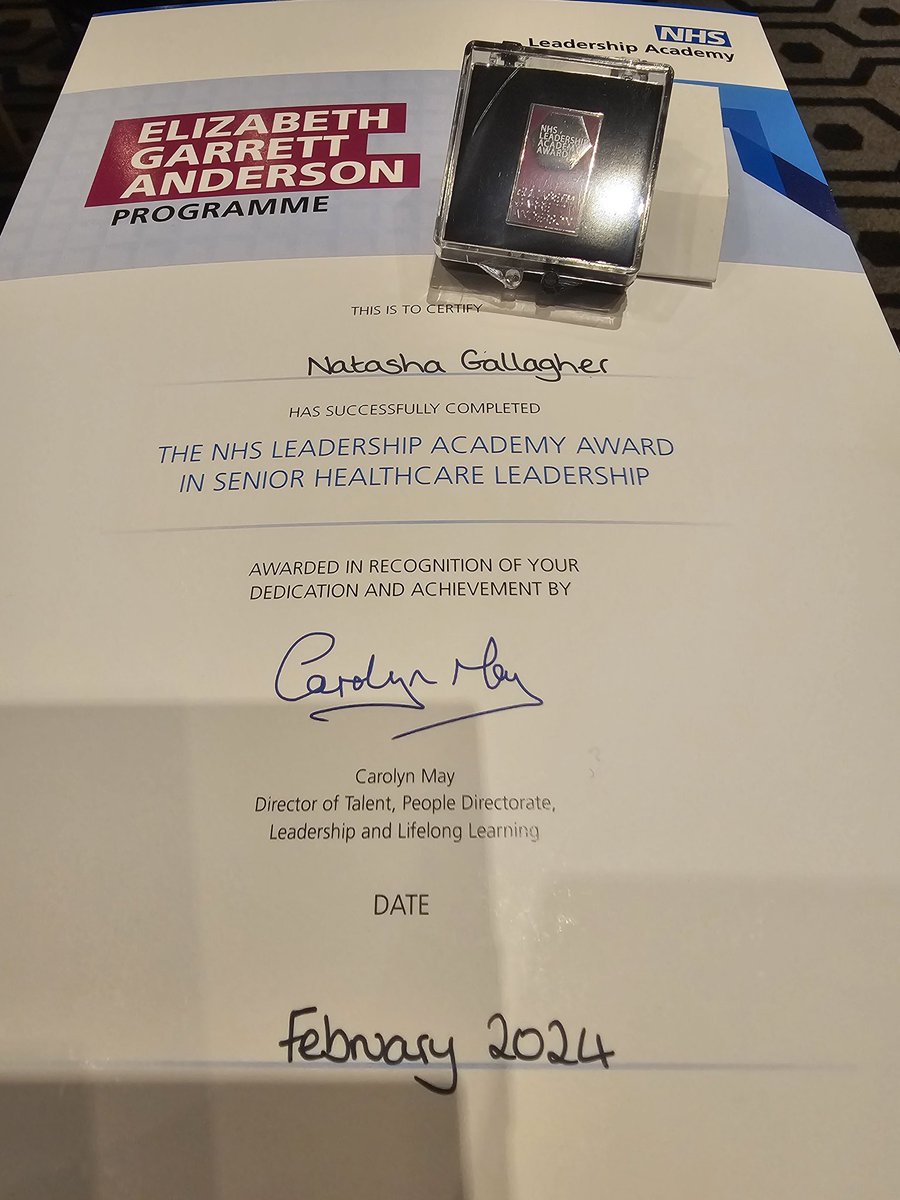 NHS
Leadership Academy
ELIZABETH
GARRETT
ANDERSON
PROGRAMME
NHS
LEADERSHIP
ACADEMY
AWARD
THIS IS TO CERTIFY
Natasha Gallagher
HAS SUCCESSFULLY COMPLETED
THE NHS LEADERSHIP ACADEMY AWARD
IN SENIOR HEALTHCARE LEADERSHIP
AWARDED IN RECOGNITION OF YOUR
DEDICATION AND ACHIEVEMENT BY
Carolyn May
Carolyn May
Director of Talent, People Directorate,
Leadership and Lifelong Learning
DATE
February 2024